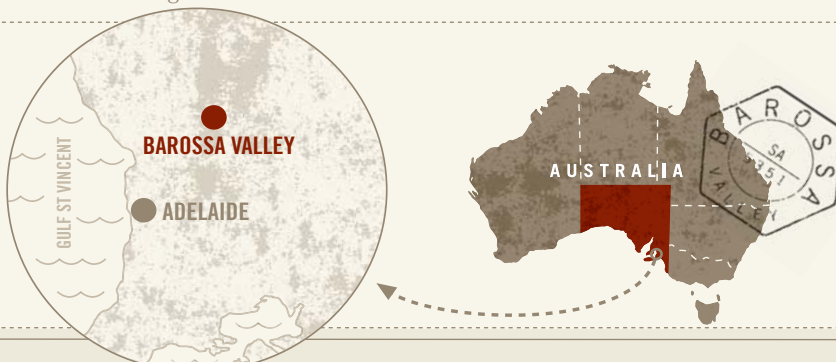 BAROSSA VALLEY
GULF ST VINCENT
ADELAIDE
AUSTRALIA
BAROSSA
SA
5351
VALLEY